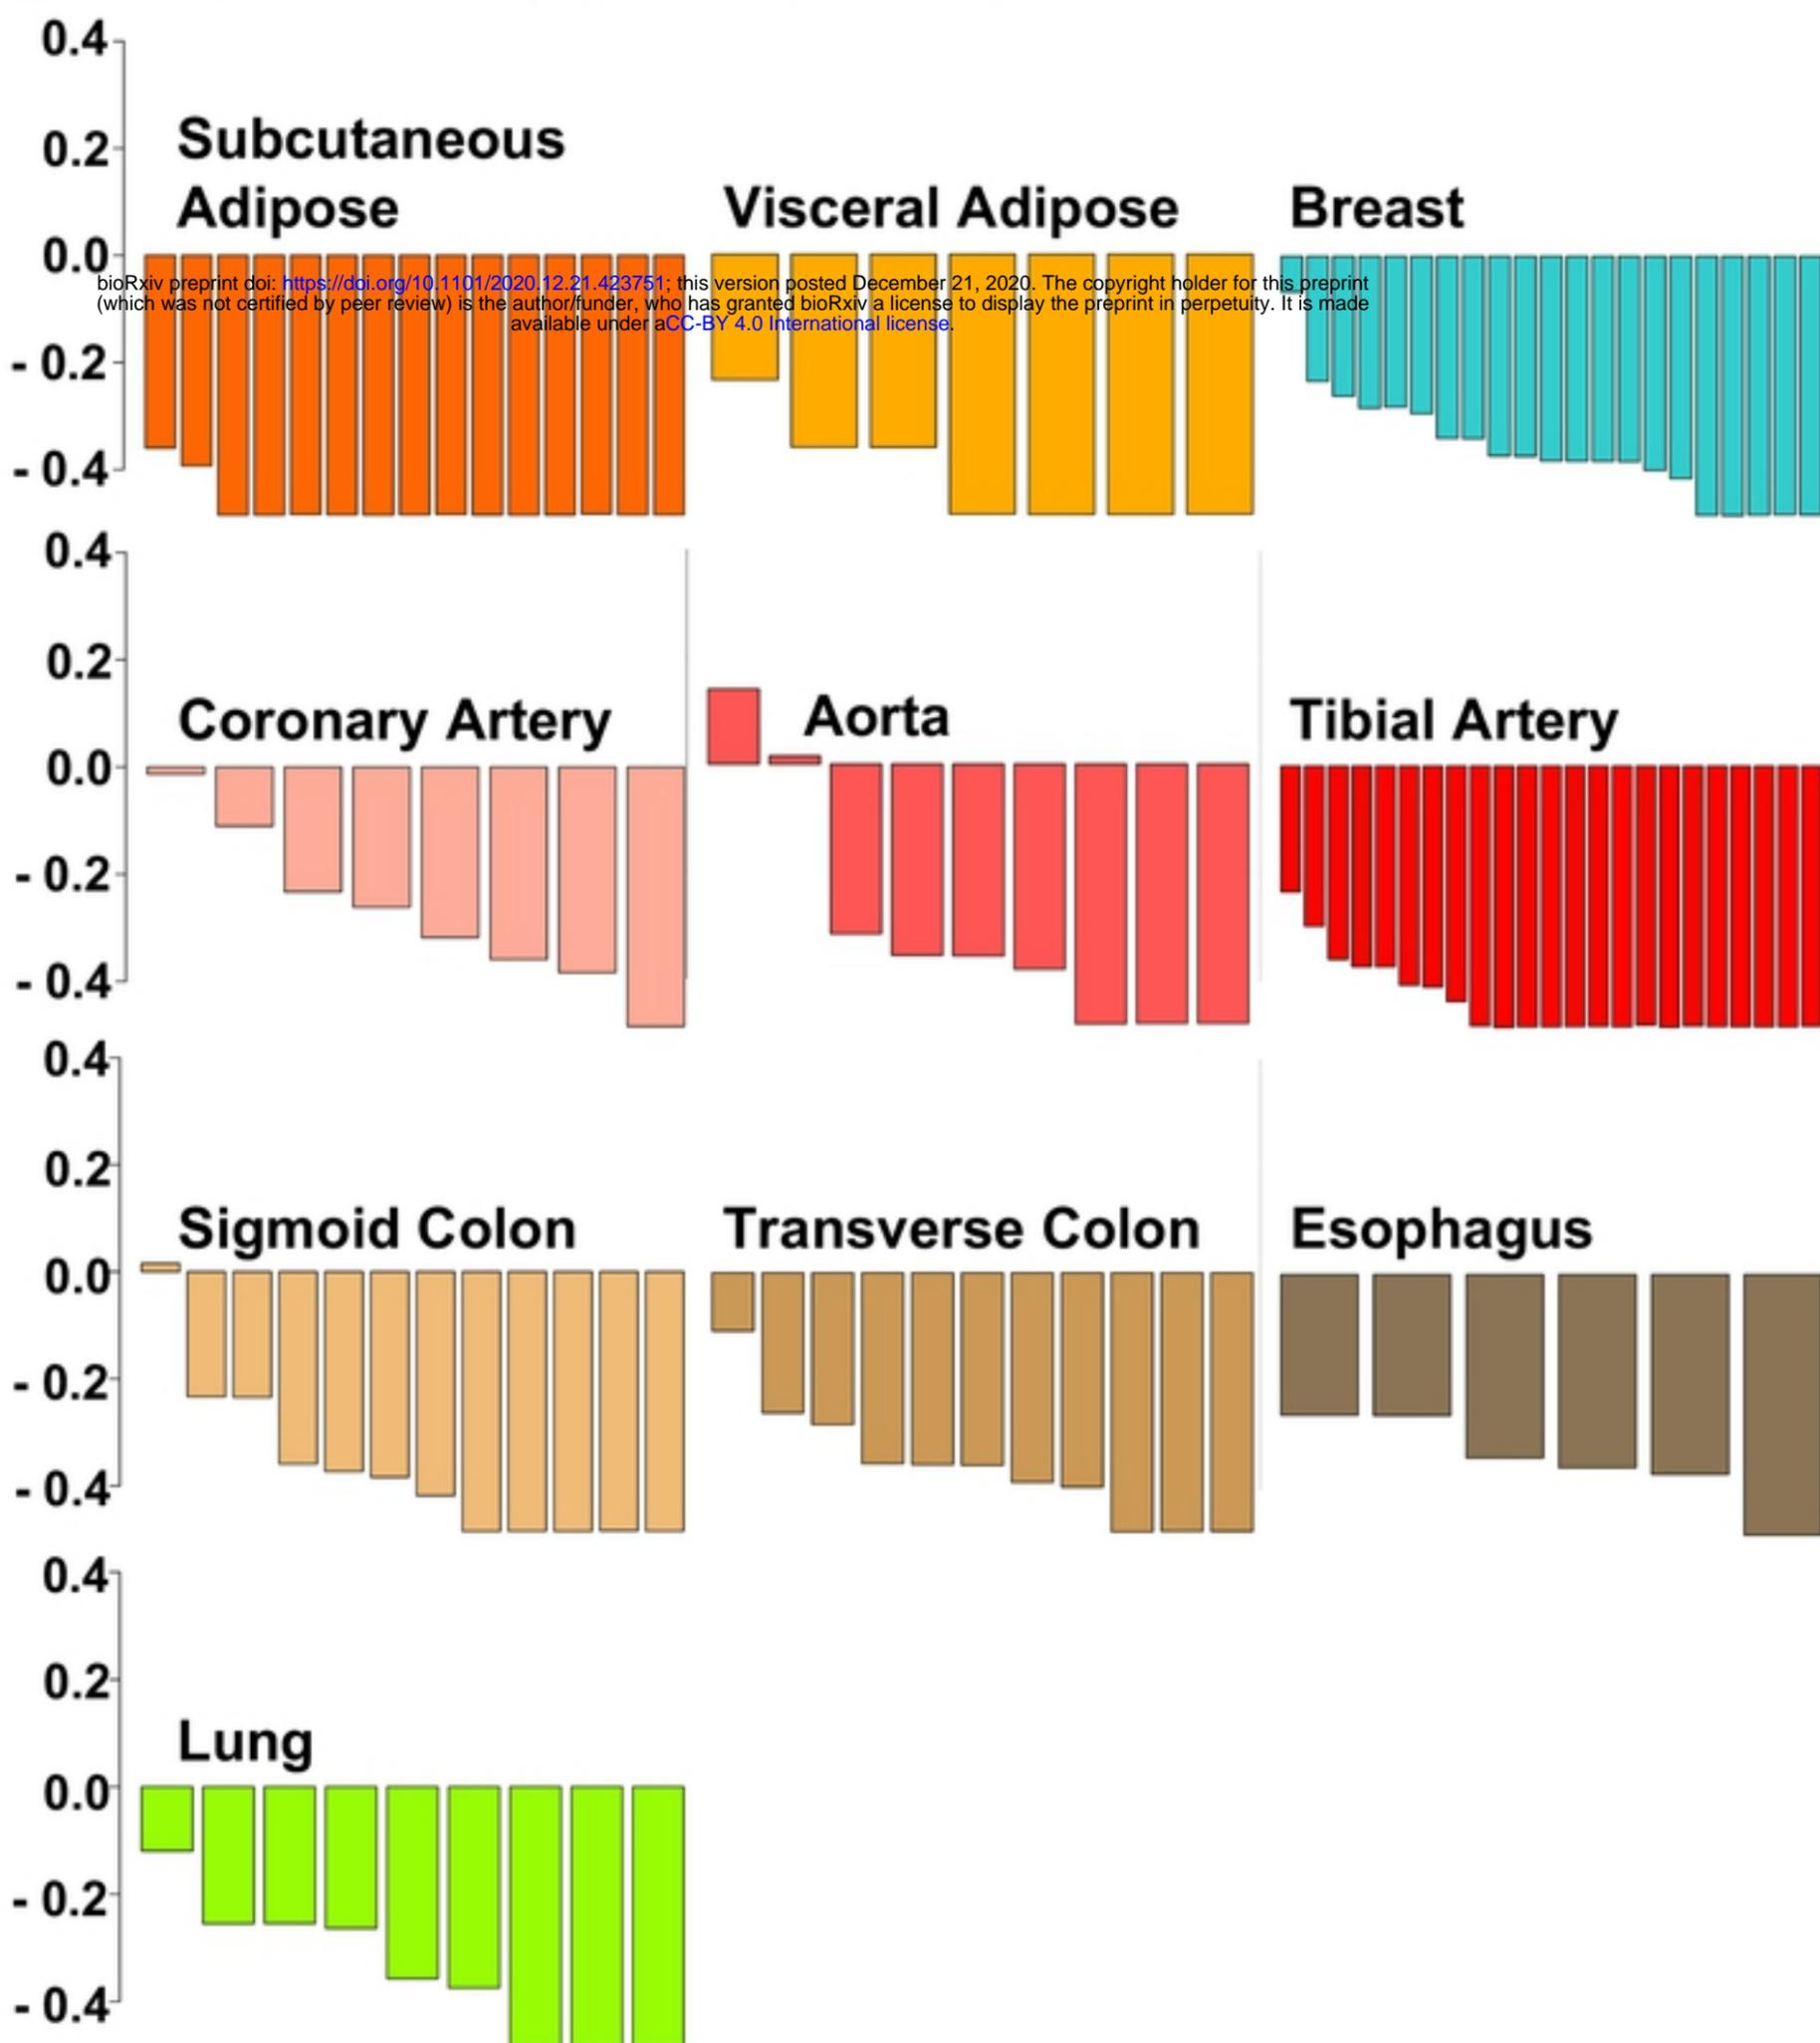 0.4
0.2
Subcutaneous
Adipose
Visceral Adipose
Breast
0.0
bioRxiv preprint doi: https://doi.org/10.1101/2020.12.21.423751; this version posted December 21, 2020. The copyright holder for this preprint
(which was not certified by peer review) is the author/funder, who has granted bioRxiv a license to display the preprint in perpetuity. It is made
available under aCC-BY 4.0 International license.
- 0.2
- 0.4
0.4
0.2
Coronary Artery
Aorta
Tibial Artery
0.0
- 0.2
- 0.4
0.4
0.2
Sigmoid Colon
Transverse Colon
Esophagus
0.0
- 0.2
- 0.4
0.4
0.2
Lung
0.0
- 0.2
- 0.4